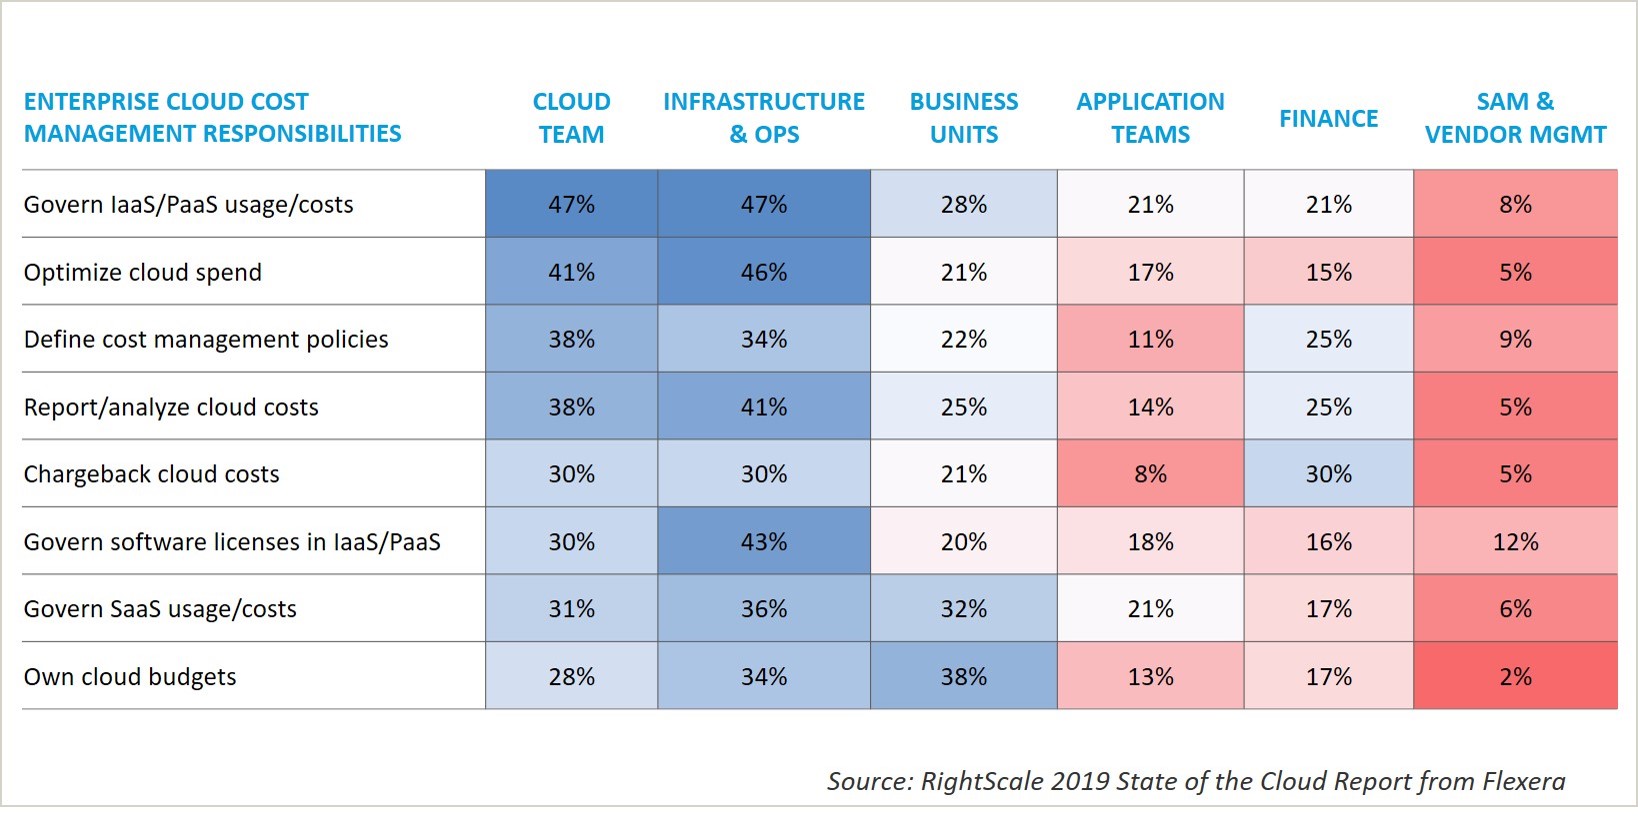 ENTERPRISE CLOUD COST
MANAGEMENT RESPONSIBILITIES
CLOUD
TEAM
INFRASTRUCTURE
& OPS
BUSINESS
UNITS
APPLICATION
TEAMS
FINANCE
SAM &
VENDOR MGMT
Govern IaaS/PaaS usage/costs 47% 47% 28% 21% 21% 8%
Optimize cloud spend 41% 46% 21% 17% 15% 5%
Define cost management policies 38% 34% 22% 11% 25% 9%
Report/analyze cloud costs 38% 41% 25% 14% 25% 5%
Chargeback cloud costs 30% 30% 21% 8% 30% 5%
Govern software licenses in IaaS/PaaS 30% 43% 20% 18% 16% 12%
Govern SaaS usage/costs 31% 36% 32% 21% 17% 6%
Own cloud budgets 28% 34% 38% 13% 17% 2%
Source: RightScale 2019 State of the Cloud Report from Flexera